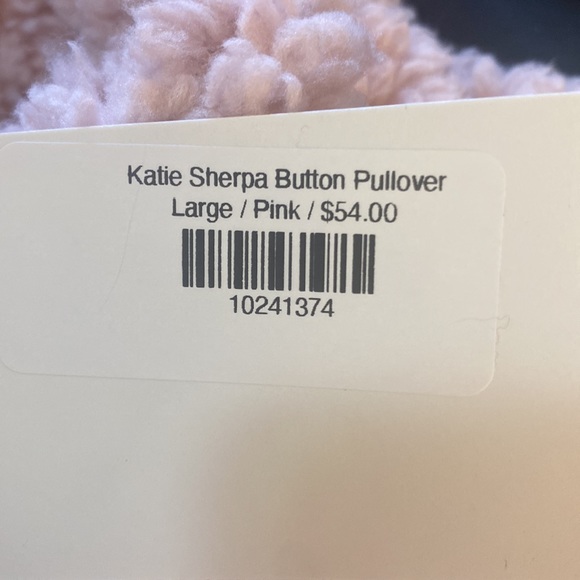 Katie Sherpa Button Pullover
Large / Pink / $54.00
10241374